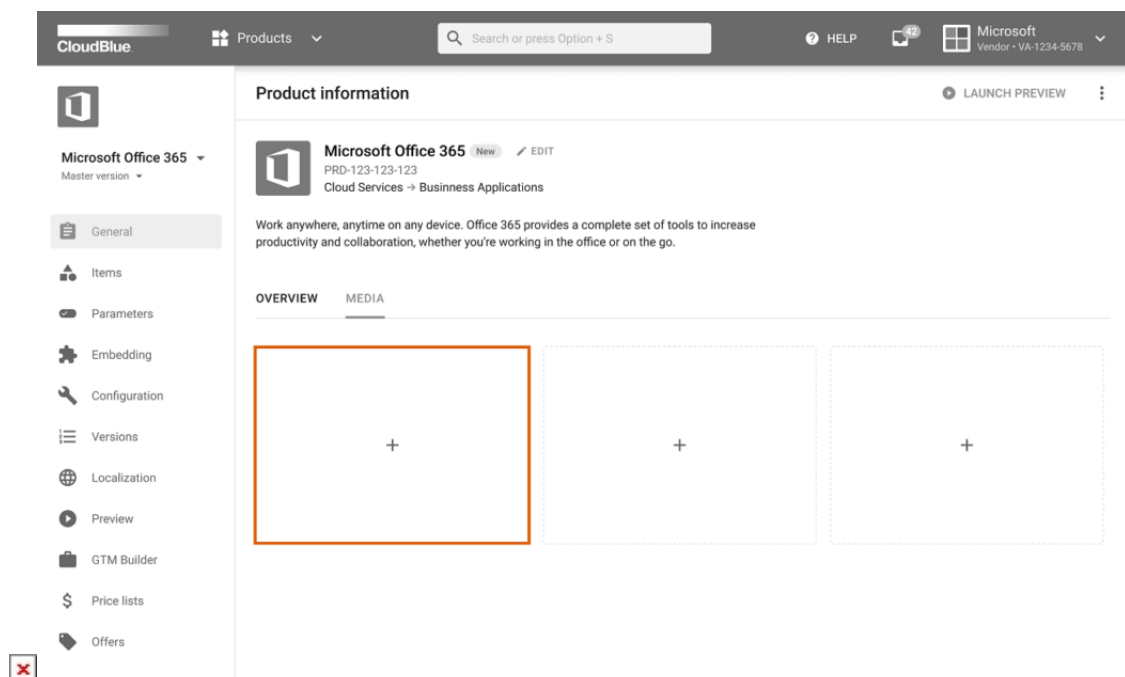 CloudBlue
Products
Search or press Option + S
HELP
42
Microsoft
Vendor • VA-1234-5678
Product information
LAUNCH PREVIEW
Microsoft Office 365
Master version
Microsoft Office 365 New EDIT
PRD-123-123-123
Cloud Services → Businness Applications
Work anywhere, anytime on any device. Office 365 provides a complete set of tools to increase
productivity and collaboration, whether you're working in the office or on the go.
General
Items
Parameters
Embedding
Configuration
Versions
Localization
Preview
GTM Builder
Price lists
Offers
OVERVIEW MEDIA
+ + +